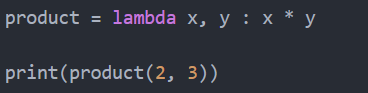 product = lambda x, y : x * y
print(product(2, 3))